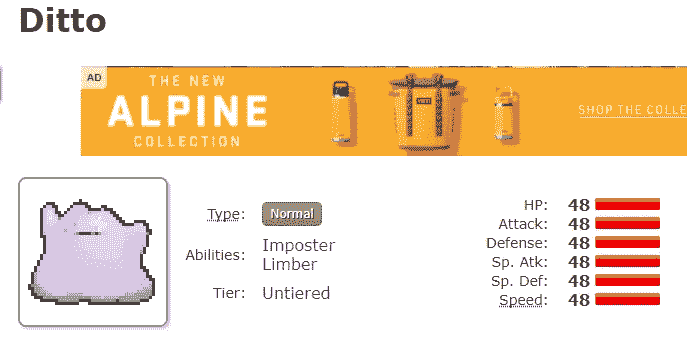 Ditto
AD
THE NEW
ALPINE
COLLECTION
SHOP THE COLLE
Type: Normal
Abilities: Imposter
Limber
Tier: Untiered
HP: 48
Attack: 48
Defense: 48
Sp. Atk: 48
Sp. Def: 48
Speed: 48